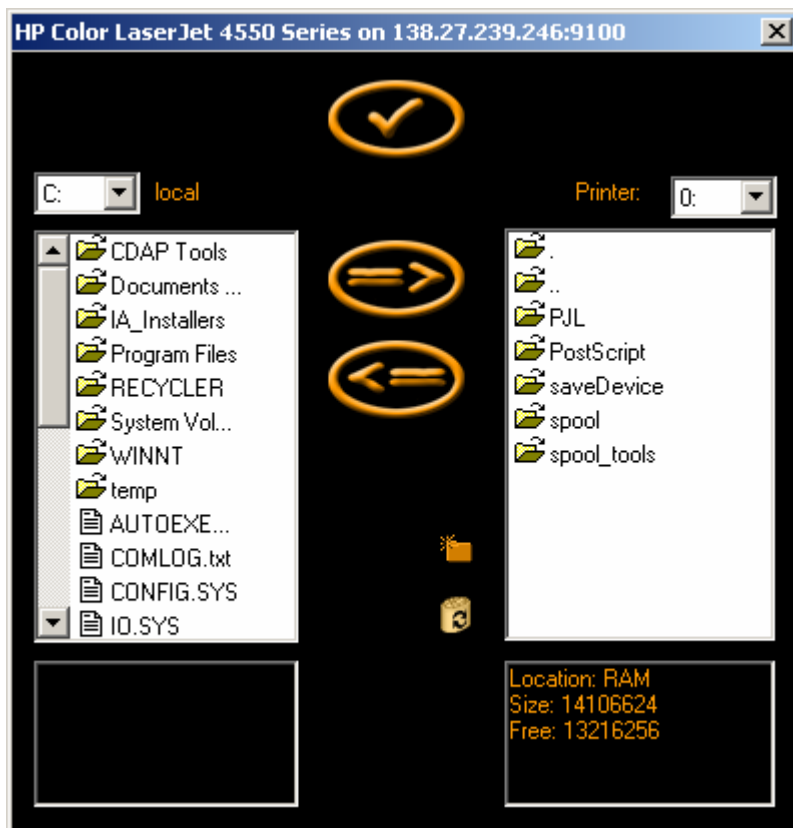 HP Color LaserJet 4550 Series on 138.27.239.246:9100
C:
local
Printer:
0:
CDAP Tools
Documents ...
IA_Installers
Program Files
RECYCLER
System Vol...
WINNT
temp
AUTOEXE...
COMLOG.txt
CONFIG.SYS
IO.SYS
=>
<=
.
..
PJL
PostScript
saveDevice
spool
spool_tools
Location: RAM
Size: 14106624
Free: 13216256